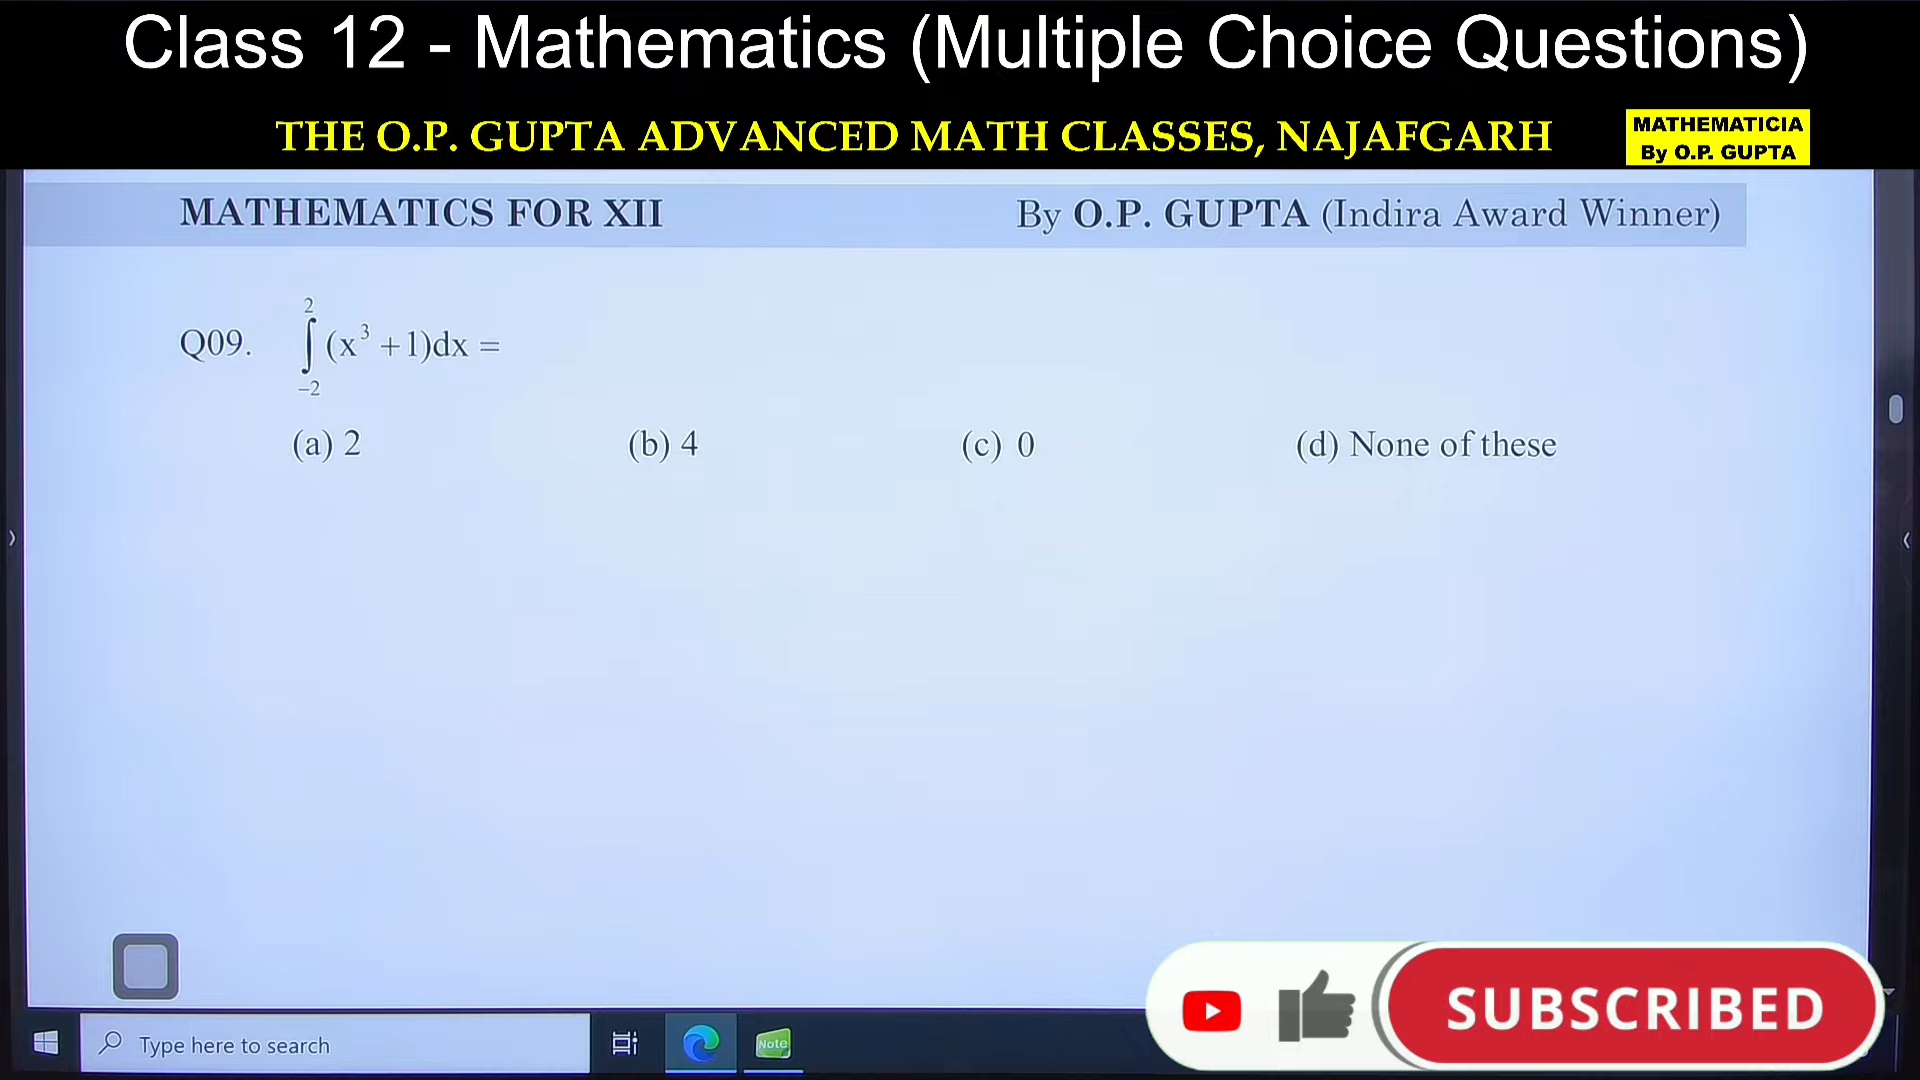 Class 12 - Mathematics (Multiple Choice Questions)
THE O.P. GUPTA ADVANCED MATH CLASSES, NAJAFGARH
MATHEMATICIA
By O.P. GUPTA
MATHEMATICS FOR XII By O.P. GUPTA (Indira Award Winner)
Q09. ∫₋₂² (x³ +1)dx =
(a) 2 (b) 4 (c) 0 (d) None of these
SUBSCRIBED
Type here to search
Note